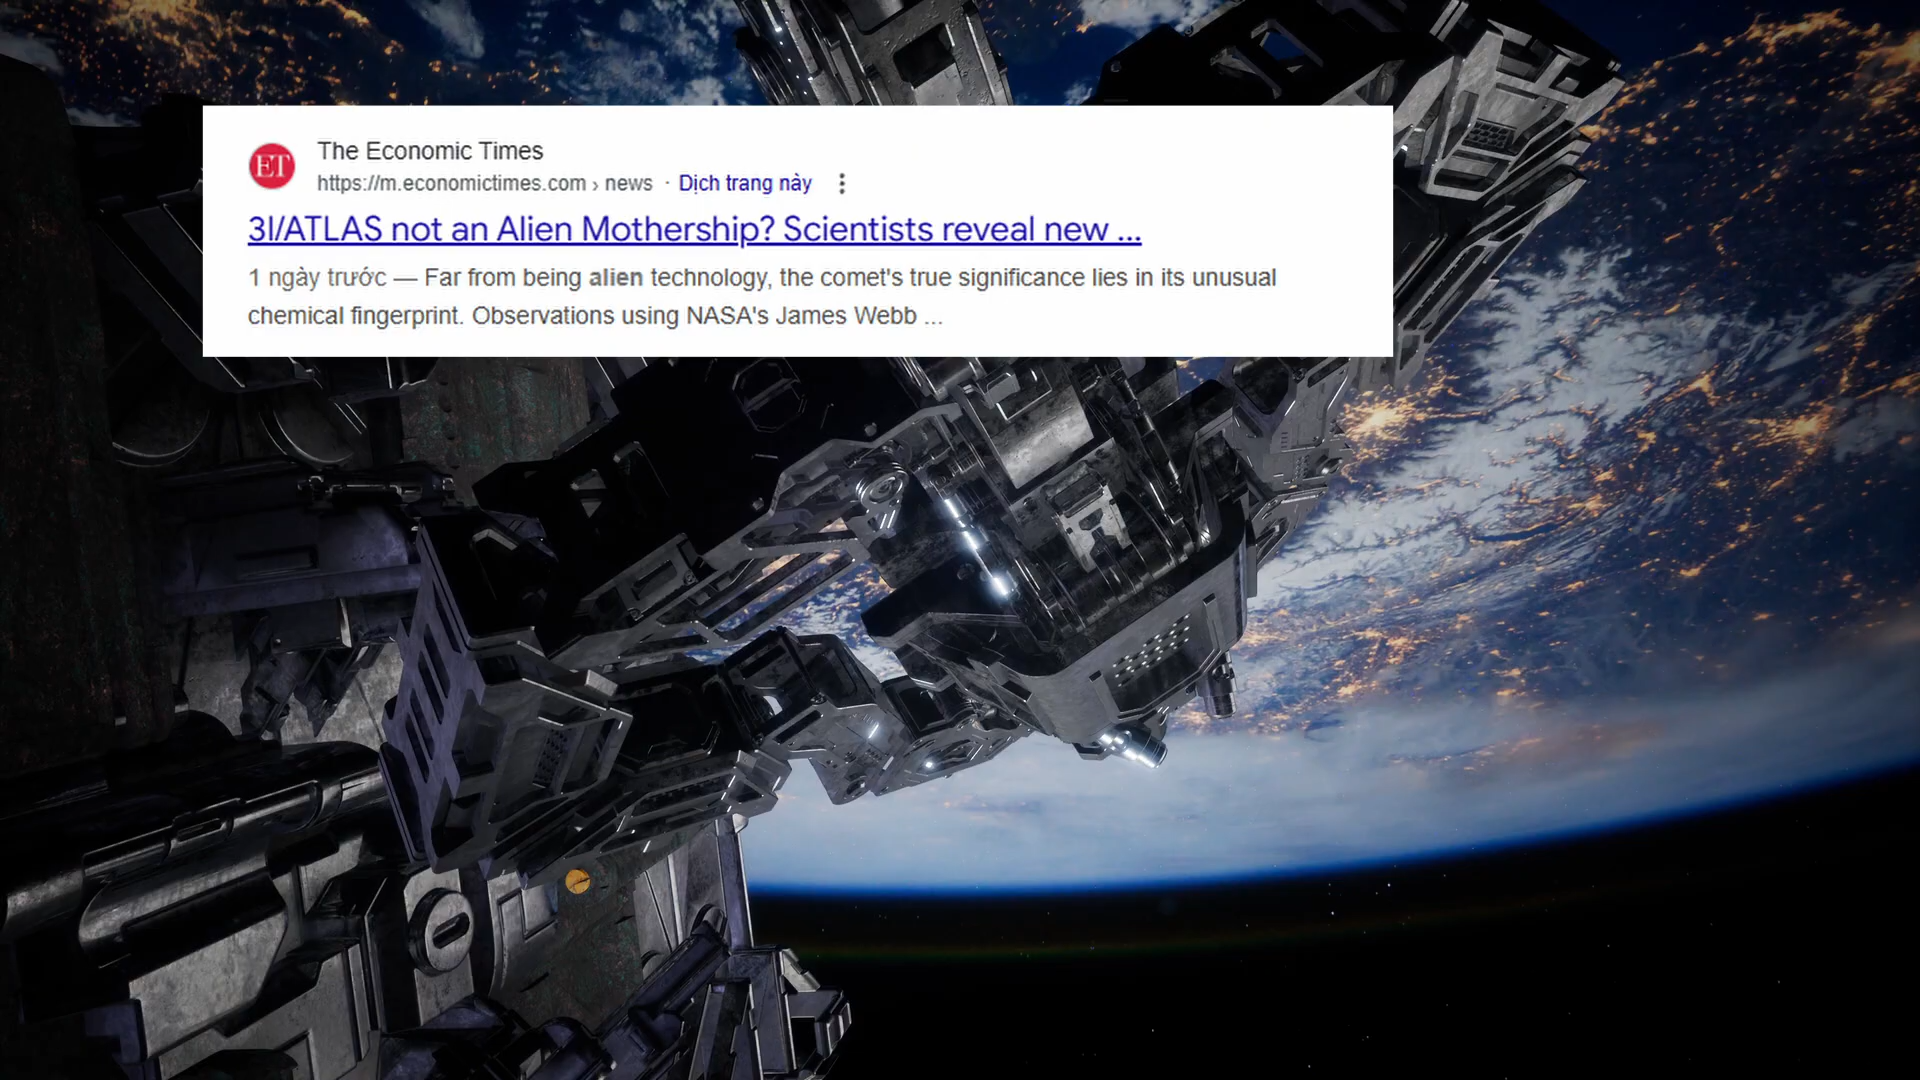 ET
The Economic Times
https://m.economictimes.com › news · Dịch trang này
3I/ATLAS not an Alien Mothership? Scientists reveal new ...
1 ngày trước — Far from being alien technology, the comet's true significance lies in its unusual
chemical fingerprint. Observations using NASA's James Webb ...